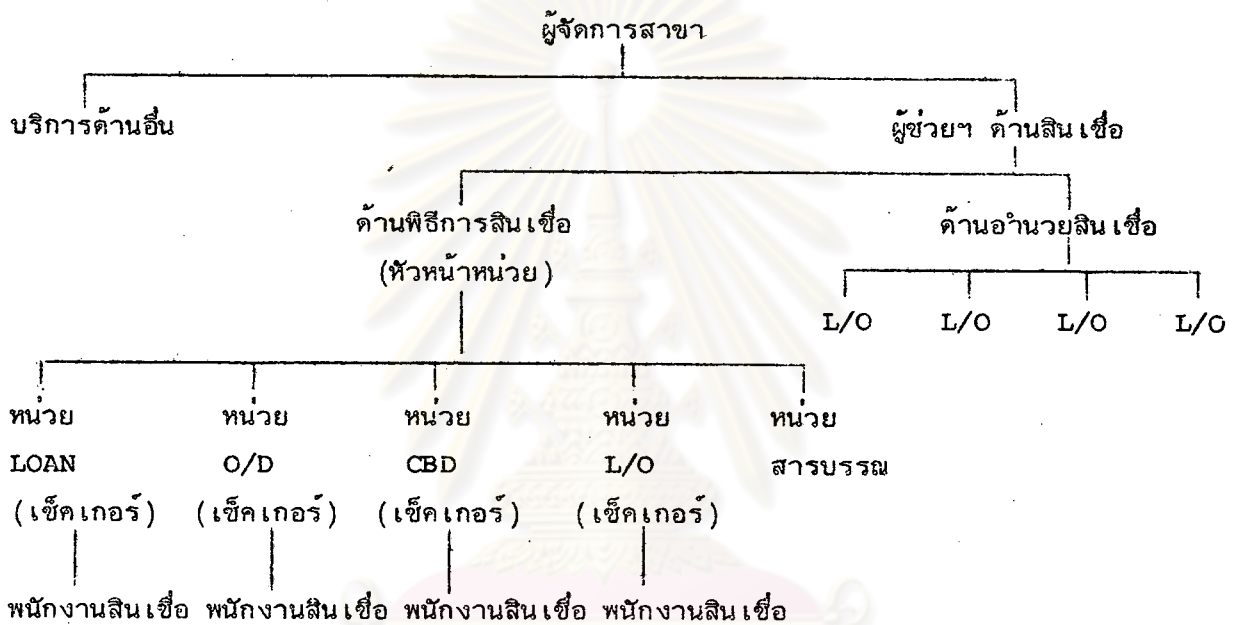 ผู้จัดการสาขา
บริการด้านอื่น ผู้ช่วยฯ ด้านสินเชื่อ
ด้านพิธีการสินเชื่อ ด้านอำนวยสินเชื่อ
(หัวหน้าหน่วย)
L/O L/O L/O L/O
หน่วย หน่วย หน่วย หน่วย หน่วย
LOAN O/D CBD L/O สารบรรณ
(เช็คเกอร์) (เช็คเกอร์) (เช็คเกอร์) (เช็คเกอร์)
พนักงานสินเชื่อ พนักงานสินเชื่อ พนักงานสินเชื่อ พนักงานสินเชื่อ